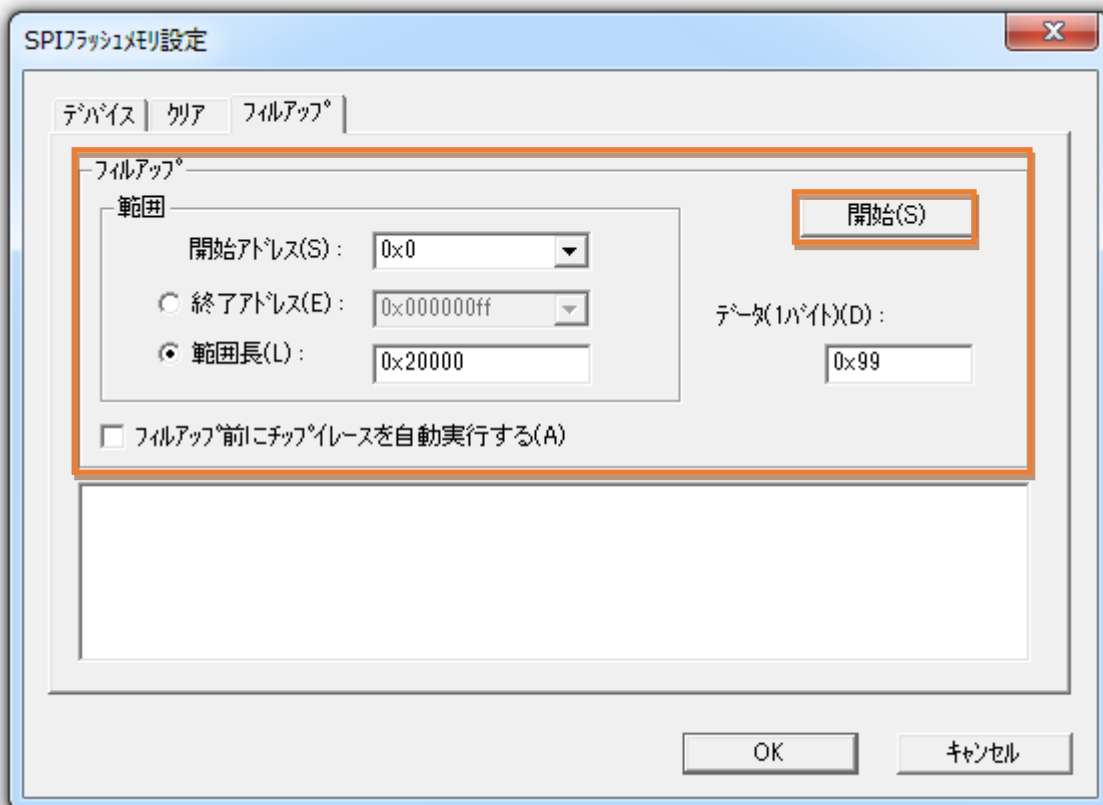 SPIフラッシュメモリ設定
デバイス クリア フィルアップ
フィルアップ
範囲
開始(S)
開始アドレス(S) : 0x0
終了アドレス(E) : 0x000000ff
データ(1バイト)(D) :
範囲長(L) : 0x20000
0x99
フィルアップ前にチップイレースを自動実行する(A)
OK キャンセル